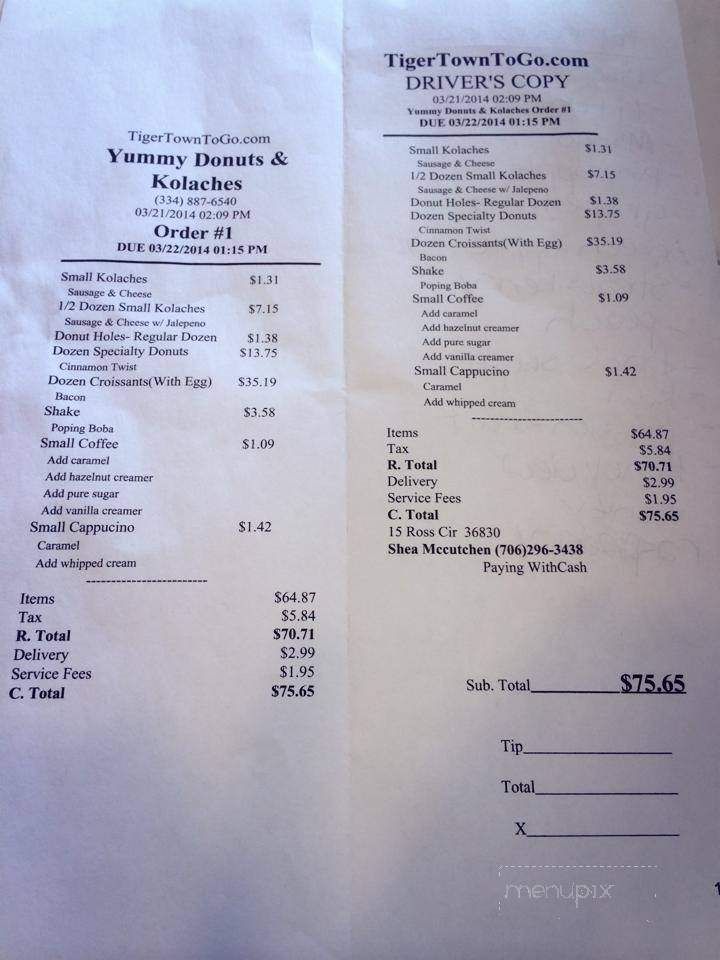 TigerTownToGo.com
Yummy Donuts &
Kolaches
(334) 887-6540
03/21/2014 02:09 PM
Order #1
DUE 03/22/2014 01:15 PM
Small Kolaches $1.31
Sausage & Cheese
1/2 Dozen Small Kolaches $7.15
Sausage & Cheese w/ Jalepeno
Donut Holes- Regular Dozen $1.38
Dozen Specialty Donuts $13.75
Cinnamon Twist
Dozen Croissants(With Egg) $35.19
Bacon
Shake $3.58
Poping Boba
Small Coffee $1.09
Add caramel
Add hazelnut creamer
Add pure sugar
Add vanilla creamer
Small Cappucino $1.42
Caramel
Add whipped cream
-------------------------
Items $64.87
Tax $5.84
R. Total $70.71
Delivery $2.99
Service Fees $1.95
C. Total $75.65
TigerTownToGo.com
DRIVER'S COPY
03/21/2014 02:09 PM
Yummy Donuts & Kolaches Order #1
DUE 03/22/2014 01:15 PM
Small Kolaches $1.31
Sausage & Cheese
1/2 Dozen Small Kolaches $7.15
Sausage & Cheese w/ Jalepeno
Donut Holes- Regular Dozen $1.38
Dozen Specialty Donuts $13.75
Cinnamon Twist
Dozen Croissants(With Egg) $35.19
Bacon
Shake $3.58
Poping Boba
Small Coffee $1.09
Add caramel
Add hazelnut creamer
Add pure sugar
Add vanilla creamer
Small Cappucino $1.42
Caramel
Add whipped cream
-------------------------
Items $64.87
Tax $5.84
R. Total $70.71
Delivery $2.99
Service Fees $1.95
C. Total $75.65
15 Ross Cir 36830
Shea Mccutchen (706)296-3438
Paying WithCash
Sub. Total $75.65
Tip
Total
X
menupix